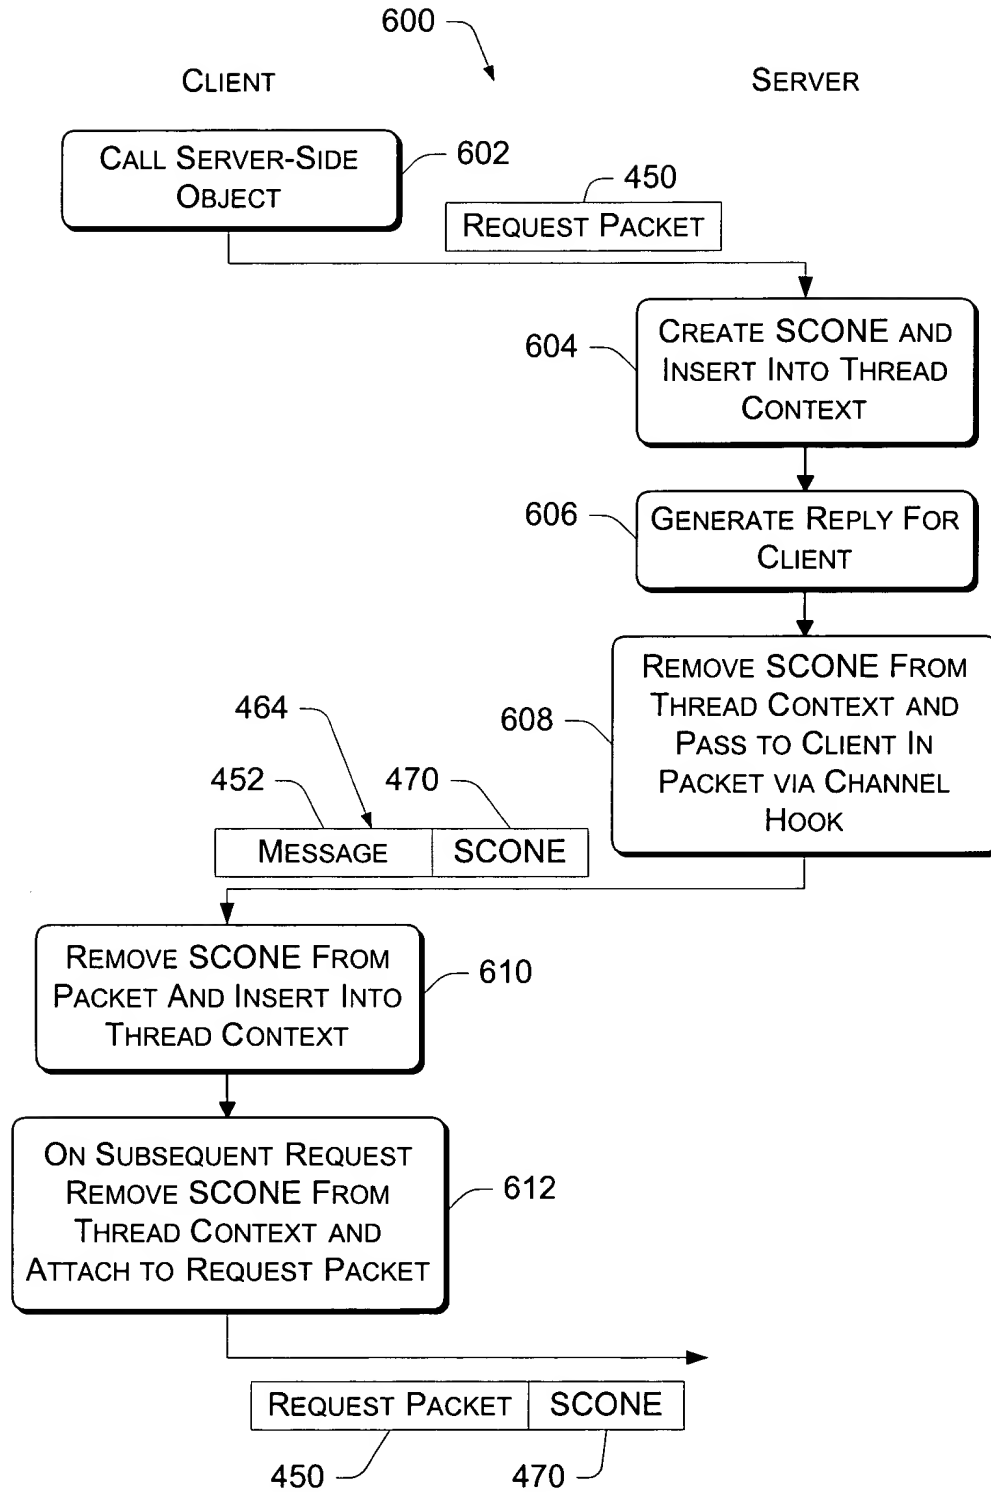 600
CLIENT
SERVER
CALL SERVER-SIDE
OBJECT
602
450
REQUEST PACKET
604
CREATE SCONE AND
INSERT INTO THREAD
CONTEXT
606
GENERATE REPLY FOR
CLIENT
608
REMOVE SCONE FROM
THREAD CONTEXT AND
PASS TO CLIENT IN
PACKET VIA CHANNEL
HOOK
464
452
470
MESSAGE
SCONE
REMOVE SCONE FROM
PACKET AND INSERT INTO
THREAD CONTEXT
610
ON SUBSEQUENT REQUEST
REMOVE SCONE FROM
THREAD CONTEXT AND
ATTACH TO REQUEST PACKET
612
REQUEST PACKET
SCONE
450
470